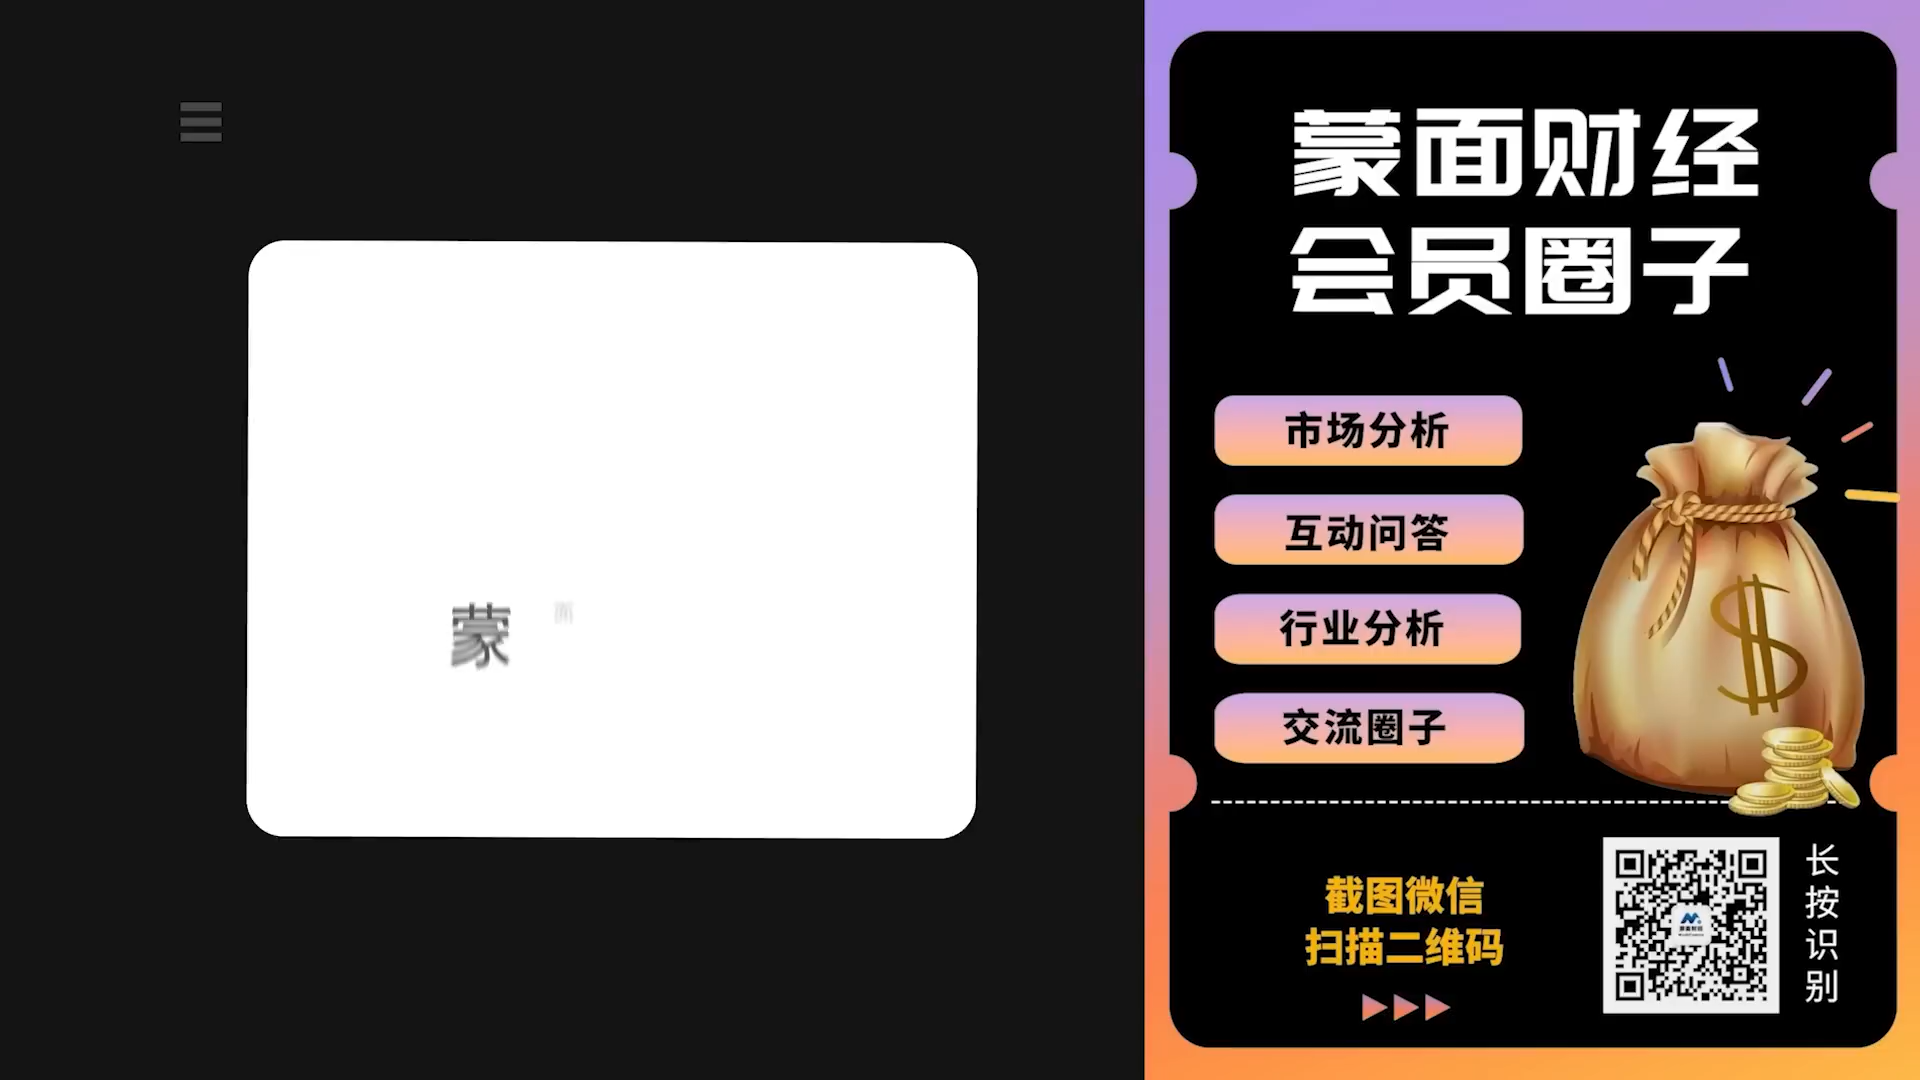 蒙面
蒙面财经
会员圈子
市场分析
互动问答
行业分析
交流圈子
截图微信
扫描二维码
长按识别